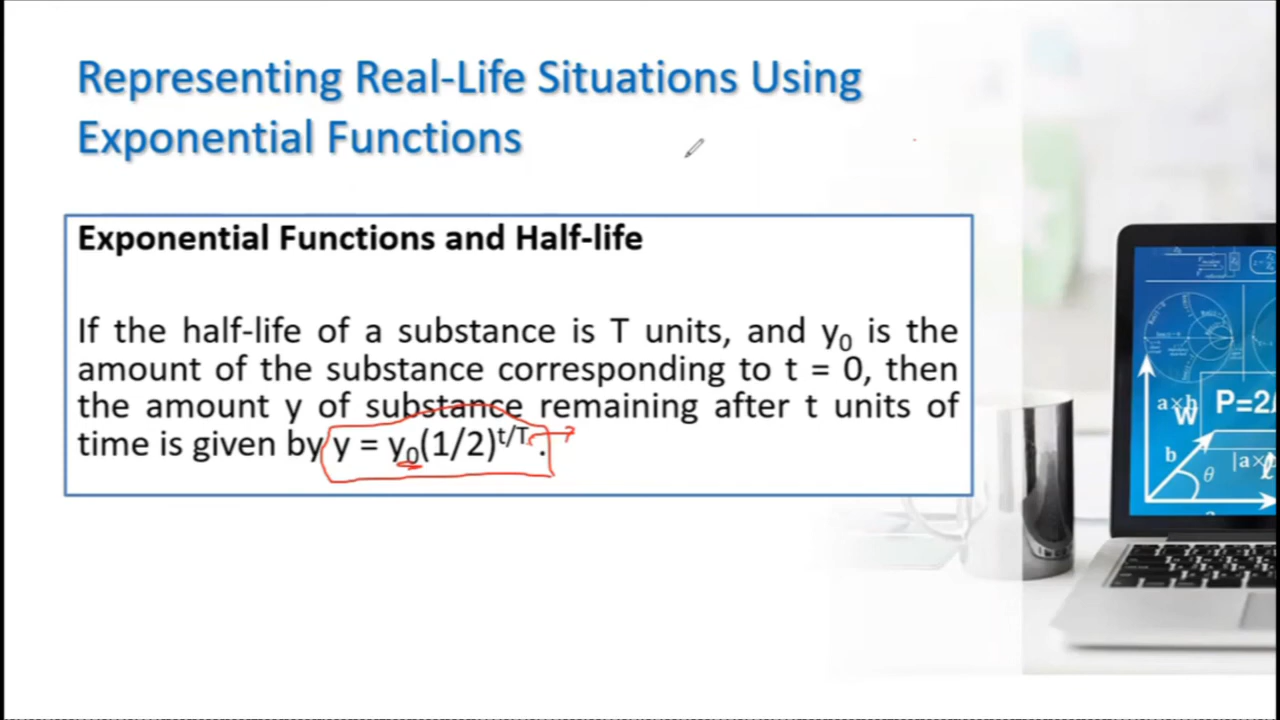 Representing Real-Life Situations Using
Exponential Functions
Exponential Functions and Half-life
If the half-life of a substance is T units, and y₀ is the
amount of the substance corresponding to t = 0, then
the amount y of substance remaining after t units of
time is given by y = y₀(1/2)^t/T.
a×b
W
P=2
b
θ
|a×